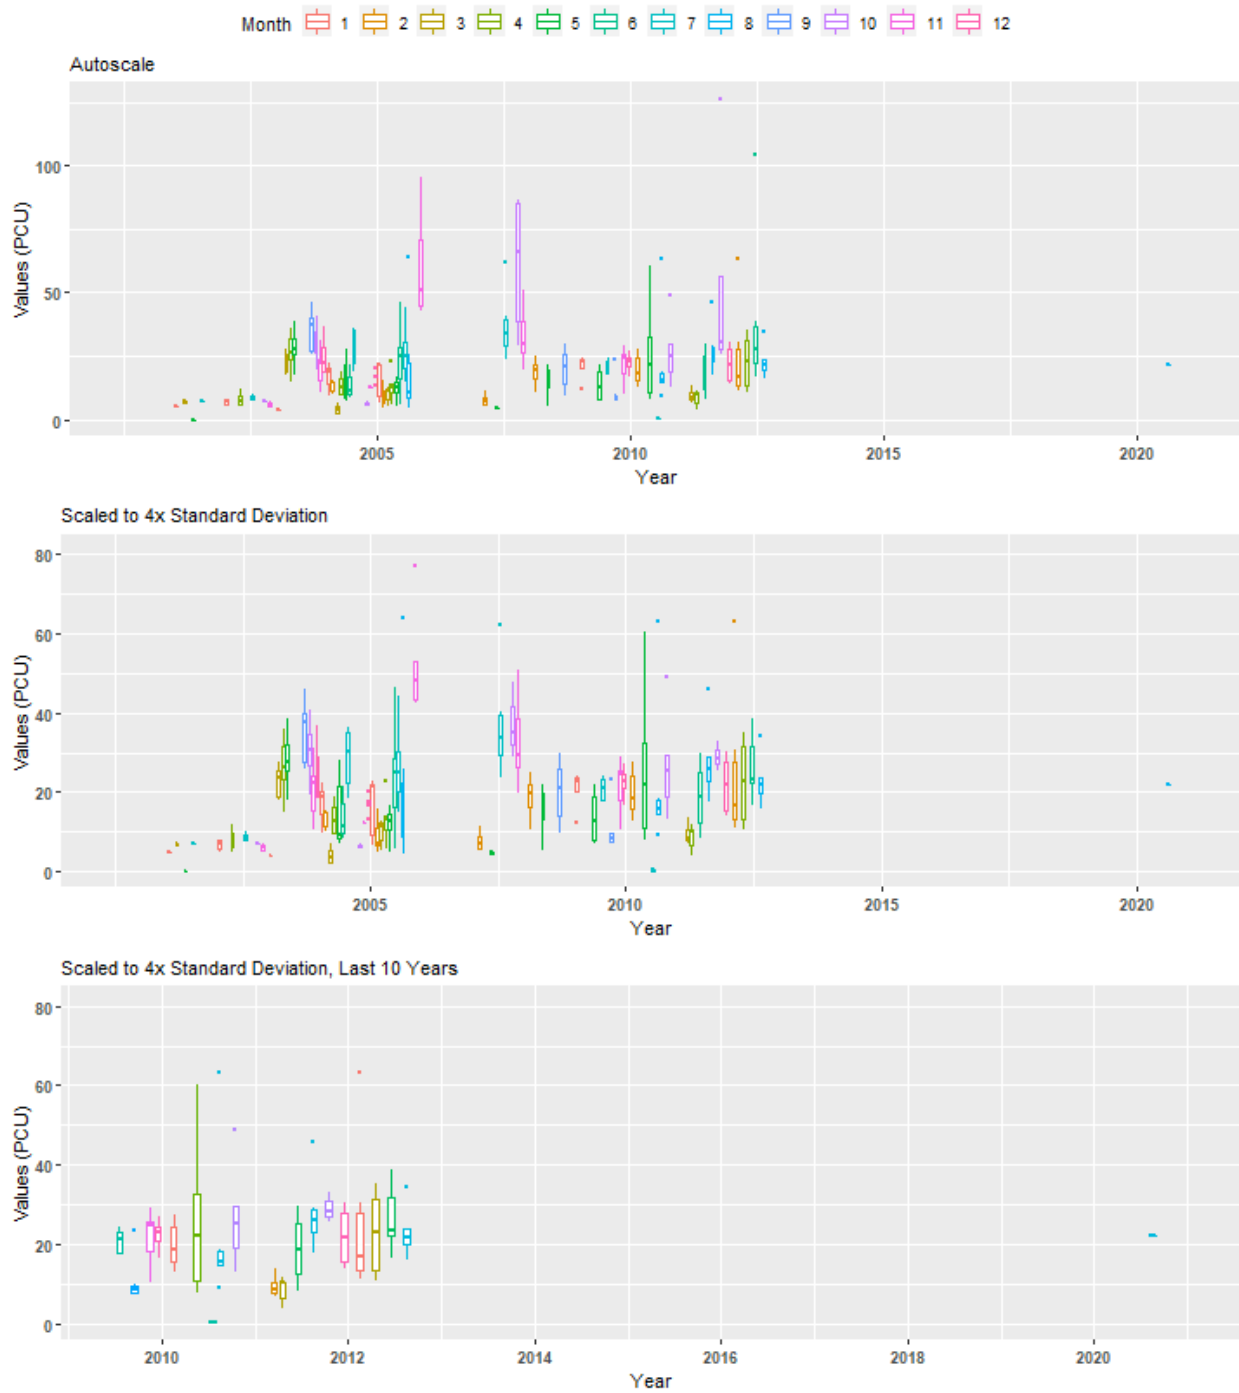 Month 1 2 3 4 5 6 7 8 9 10 11 12
Autoscale
Values (PCU)
100
50
0
2005 2010 2015 2020
Year
Scaled to 4x Standard Deviation
Values (PCU)
80
60
40
20
0
2005 2010 2015 2020
Year
Scaled to 4x Standard Deviation, Last 10 Years
Values (PCU)
80
60
40
20
0
2010 2012 2014 2016 2018 2020
Year